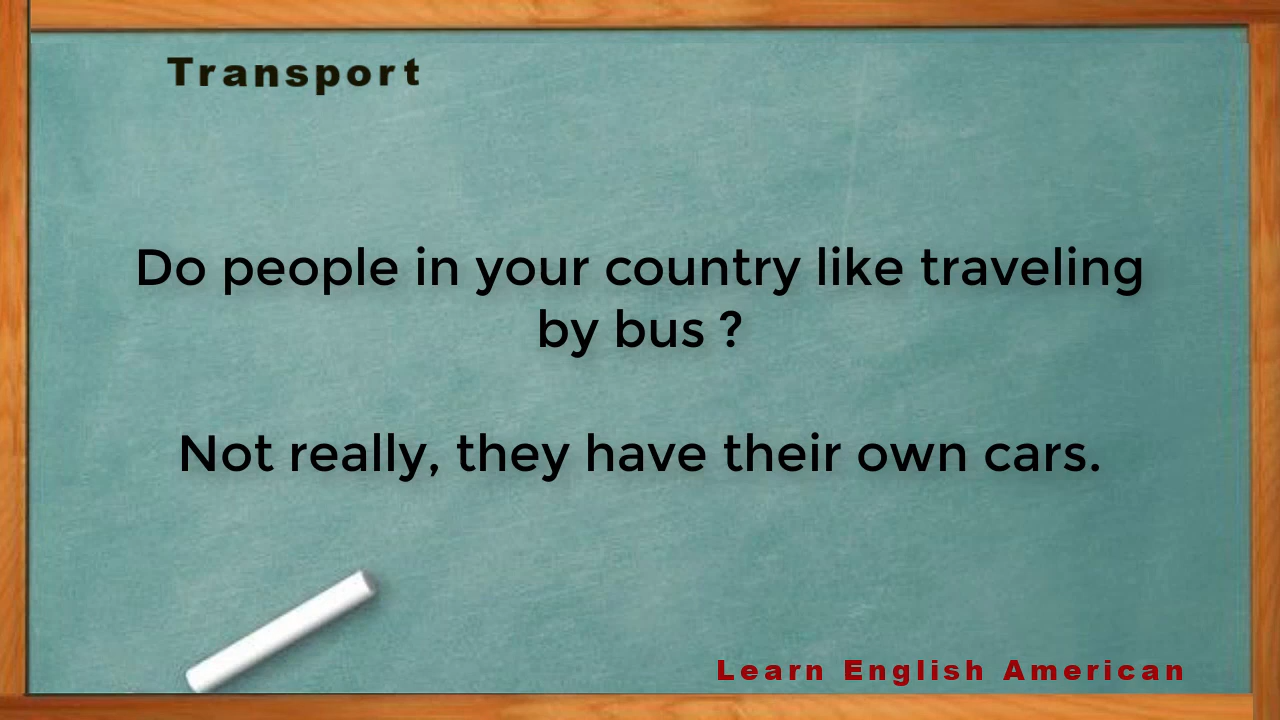 Transport
Do people in your country like traveling
by bus ?
Not really, they have their own cars.
Learn English American